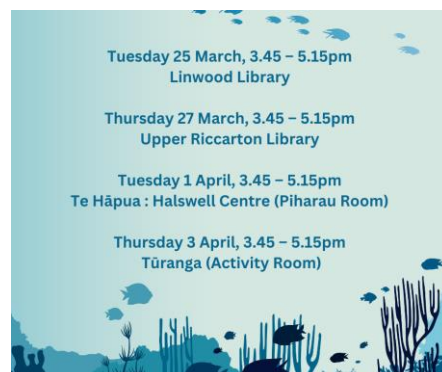 Tuesday 25 March, 3.45 – 5.15pm
Linwood Library
Thursday 27 March, 3.45 – 5.15pm
Upper Riccarton Library
Tuesday 1 April, 3.45 – 5.15pm
Te Hāpua : Halswell Centre (Piharau Room)
Thursday 3 April, 3.45 – 5.15pm
Tūranga (Activity Room)